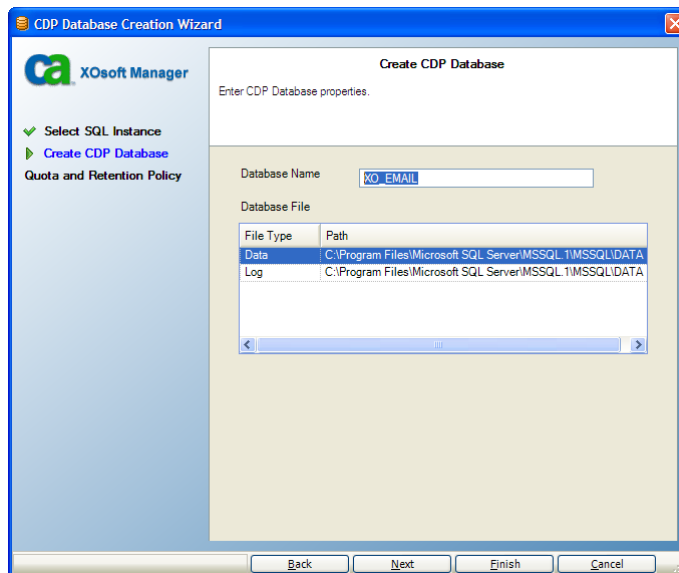 CDP Database Creation Wizard
ca XOsoft Manager
Select SQL Instance
Create CDP Database
Quota and Retention Policy
Create CDP Database
Enter CDP Database properties.
Database Name XO_EMAIL
Database File
File Type Path
Data C:\Program Files\Microsoft SQL Server\MSSQL.1\MSSQL\DATA
Log C:\Program Files\Microsoft SQL Server\MSSQL.1\MSSQL\DATA
Back Next Finish Cancel